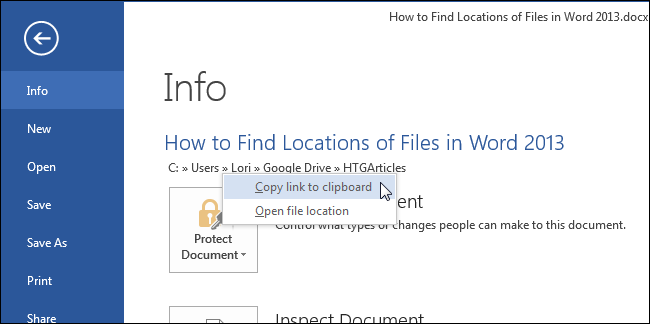 How to Find Locations of Files in Word 2013.docx
Info
New
Open
Save
Save As
Print
Share
Info
How to Find Locations of Files in Word 2013
C: » Users » Lori » Google Drive » HTGArticles
Copy link to clipboard
Open file location
Protect
Document
ent
Control what types of changes people can make to this document.
Inspect Document